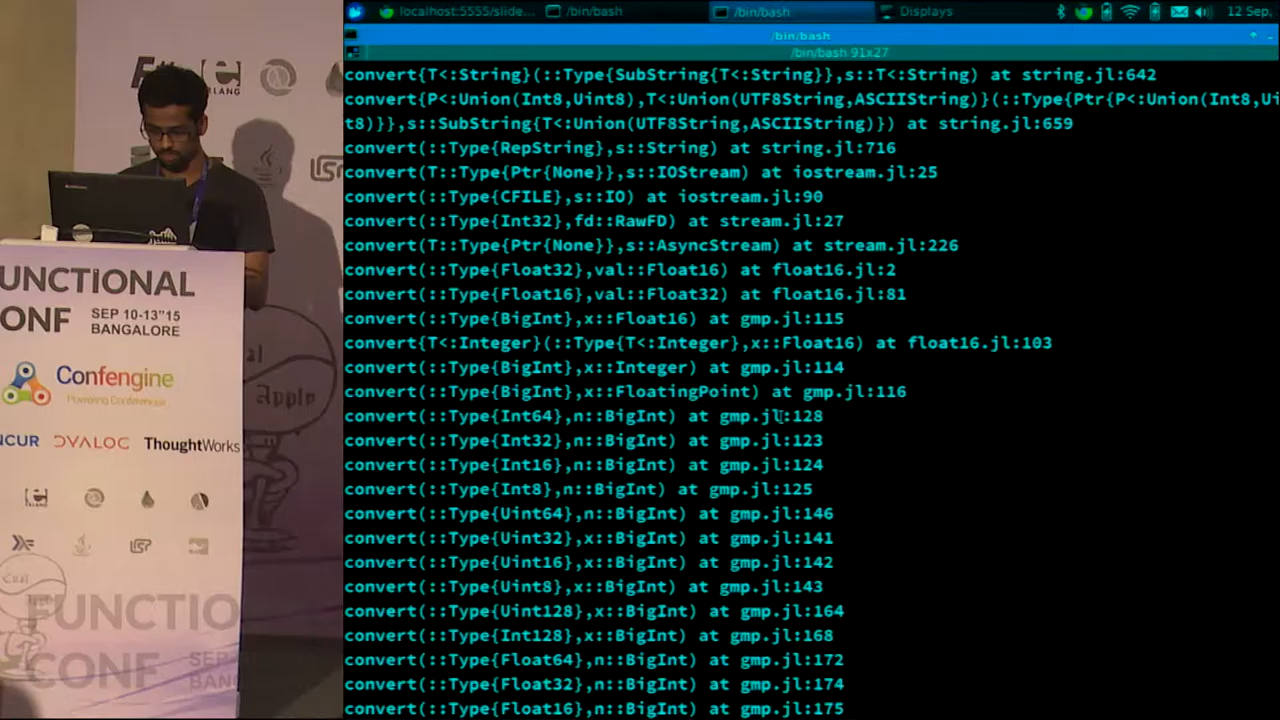 localhost:5555/slide...
/bin/bash
/bin/bash
Displays
12 Sep,
/bin/bash
/bin/bash 91x27
convert{T<:String}(::Type{SubString{T<:String}},s::T<:String) at string.jl:642
convert{P<:Union(Int8,Uint8),T<:Union(UTF8String,ASCIIString)}(::Type{Ptr{P<:Union(Int8,Ui
t8)}},s::SubString{T<:Union(UTF8String,ASCIIString)}) at string.jl:659
convert(::Type{RepString},s::String) at string.jl:716
convert(T::Type{Ptr{None}},s::IOStream) at iostream.jl:25
convert(::Type{CFILE},s::IO) at iostream.jl:90
convert(::Type{Int32},fd::RawFD) at stream.jl:27
convert(T::Type{Ptr{None}},s::AsyncStream) at stream.jl:226
convert(::Type{Float32},val::Float16) at float16.jl:2
convert(::Type{Float16},val::Float32) at float16.jl:81
convert(::Type{BigInt},x::Float16) at gmp.jl:115
convert{T<:Integer}(::Type{T<:Integer},x::Float16) at float16.jl:103
convert(::Type{BigInt},x::Integer) at gmp.jl:114
convert(::Type{BigInt},x::FloatingPoint) at gmp.jl:116
convert(::Type{Int64},n::BigInt) at gmp.jl:128
convert(::Type{Int32},n::BigInt) at gmp.jl:123
convert(::Type{Int16},n::BigInt) at gmp.jl:124
convert(::Type{Int8},n::BigInt) at gmp.jl:125
convert(::Type{Uint64},n::BigInt) at gmp.jl:146
convert(::Type{Uint32},x::BigInt) at gmp.jl:141
convert(::Type{Uint16},x::BigInt) at gmp.jl:142
convert(::Type{Uint8},x::BigInt) at gmp.jl:143
convert(::Type{Uint128},x::BigInt) at gmp.jl:164
convert(::Type{Int128},x::BigInt) at gmp.jl:168
convert(::Type{Float64},n::BigInt) at gmp.jl:172
convert(::Type{Float32},n::BigInt) at gmp.jl:174
convert(::Type{Float16},n::BigInt) at gmp.jl:175
UNCTIONAL
ONF
SEP 10-13"15
BANGALORE
Confengine
Powering Conferences
NCUR
DYALOC
ThoughtWorks
LSP
Apple
FUNCTIO
CONF
SEP
BANG